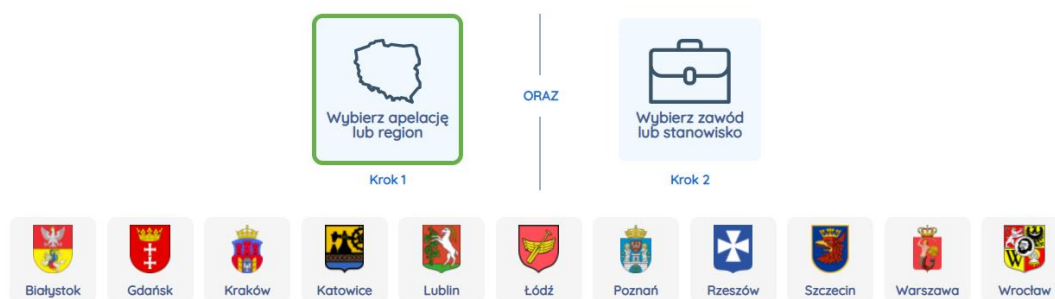 Wybierz apelację
lub region
ORAZ
Wybierz zawód
lub stanowisko
Krok 1
Krok 2
Białystok
Gdańsk
Kraków
Katowice
Lublin
Łódź
Poznań
Rzeszów
Szczecin
Warszawa
Wrocław